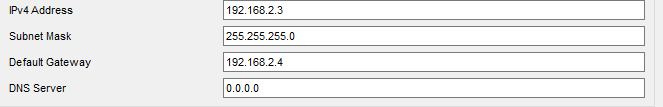 IPv4 Address 192.168.2.3
Subnet Mask 255.255.255.0
Default Gateway 192.168.2.4
DNS Server 0.0.0.0